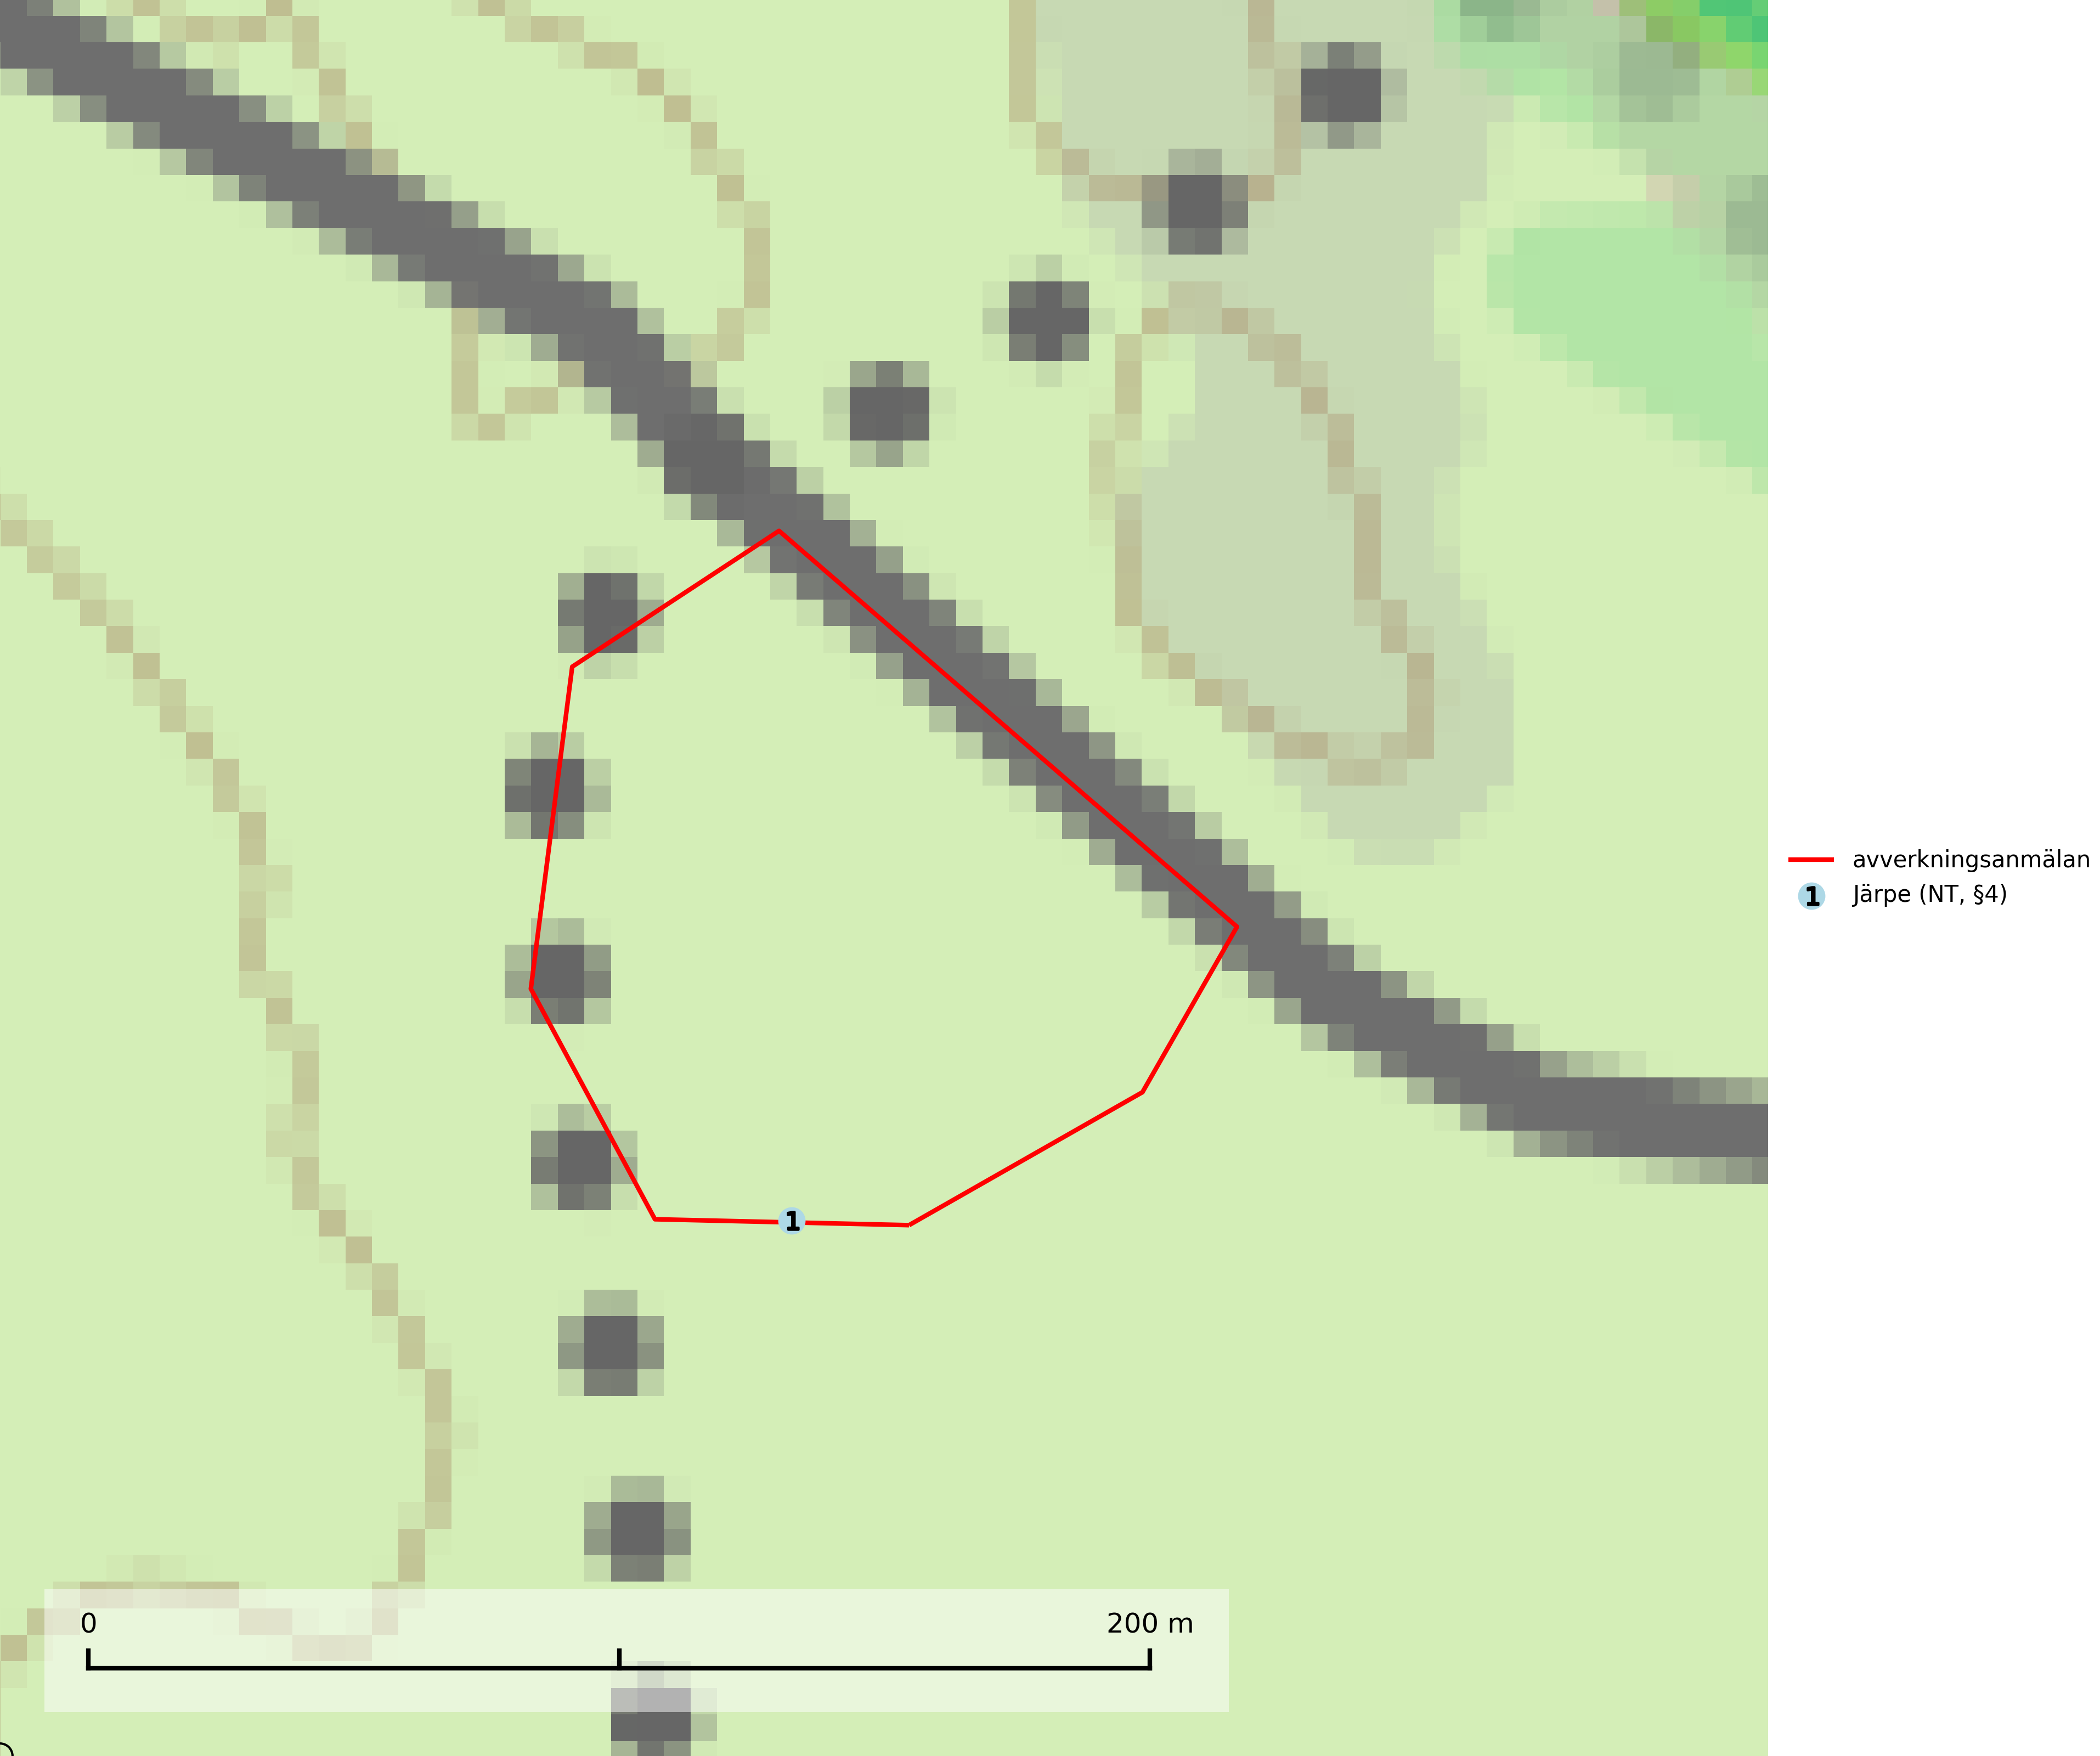 avverkningsanmälan
1 Järpe (NT, §4)
1
0 200 m